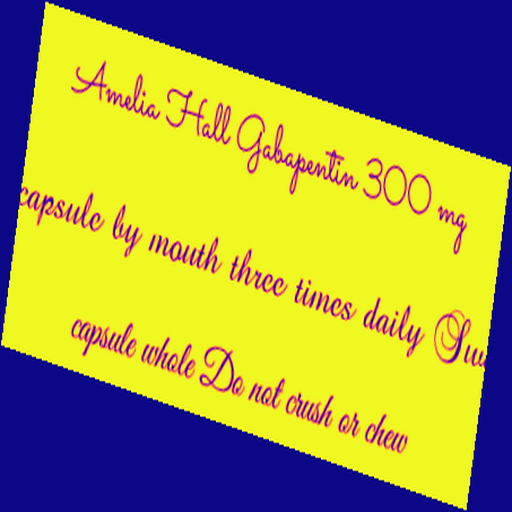 Amelia Hall Gabapentin 300 mg
capsule by mouth three times daily
capsule whole Do not crush or chew